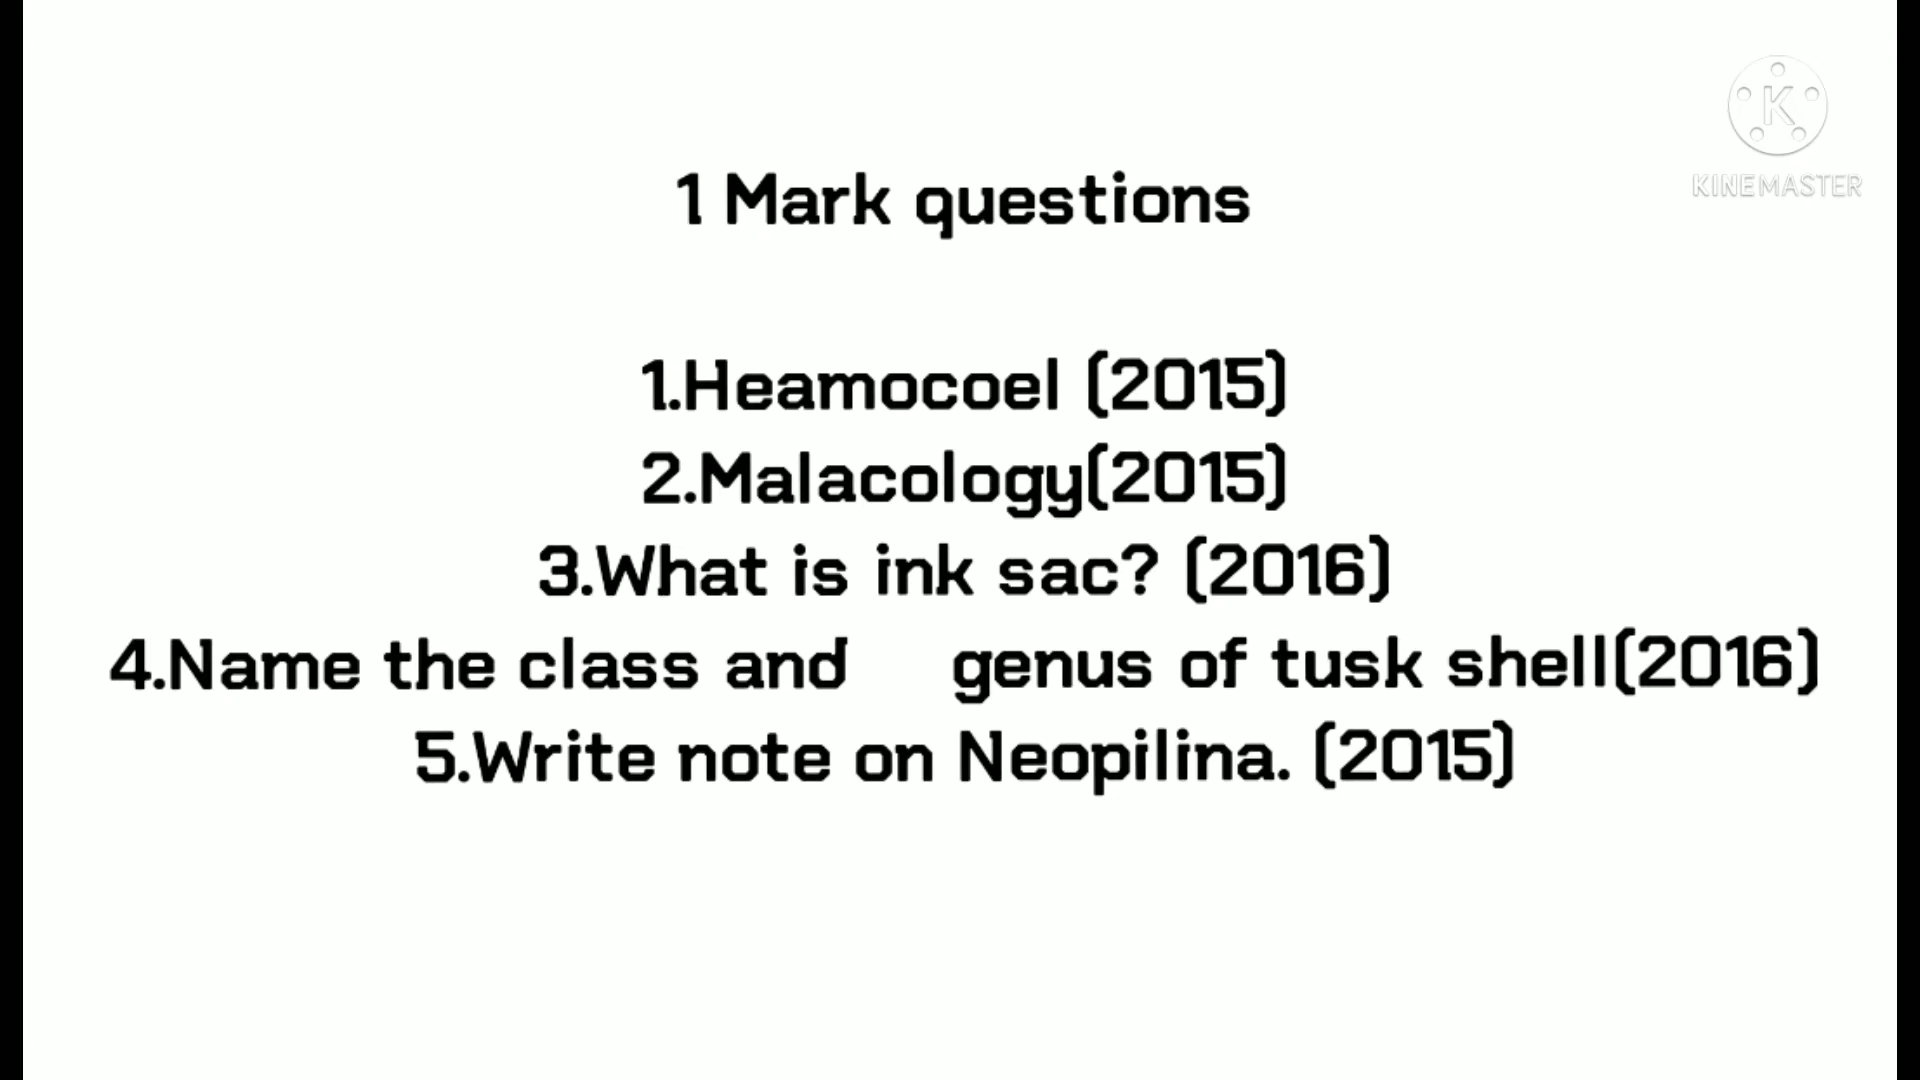 K
KINEMASTER
1 Mark questions
1.Heamocoel (2015)
2.Malacology(2015)
3.What is ink sac? (2016)
4.Name the class and genus of tusk shell(2016)
5.Write note on Neopilina. (2015)